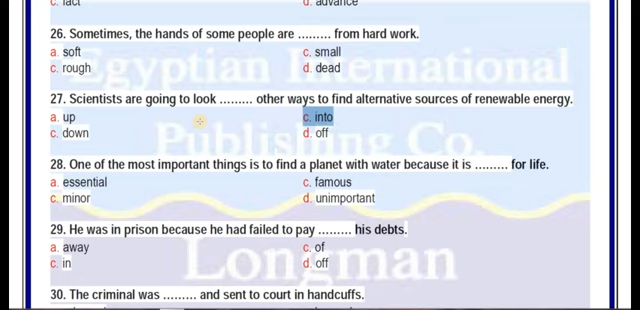 c. fact d. advance
26. Sometimes, the hands of some people are ......... from hard work.
a. soft c. small
c. rough d. dead
27. Scientists are going to look ......... other ways to find alternative sources of renewable energy.
a. up c. into
c. down d. off
28. One of the most important things is to find a planet with water because it is ......... for life.
a. essential c. famous
c. minor d. unimportant
29. He was in prison because he had failed to pay ......... his debts.
a. away c. of
c. in d. off
30. The criminal was ......... and sent to court in handcuffs.
Egyptian International
Publishing Co.
Longman